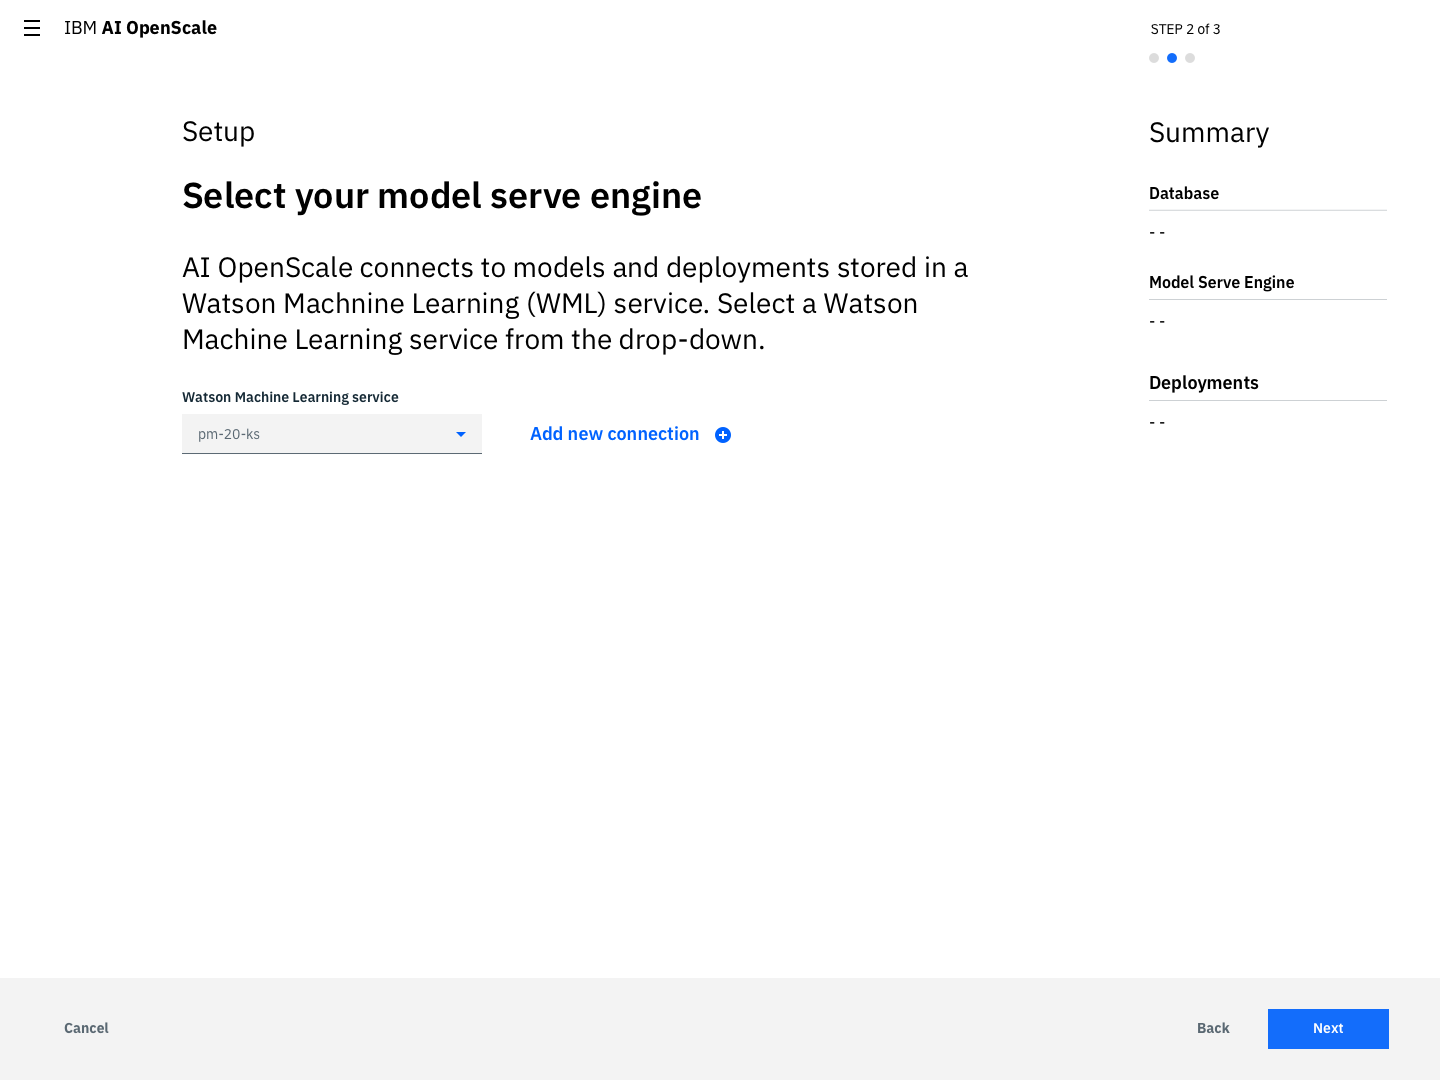 IBM AI OpenScale
STEP 2 of 3
Setup
Select your model serve engine
AI OpenScale connects to models and deployments stored in a
Watson Machnine Learning (WML) service. Select a Watson
Machine Learning service from the drop-down.
Watson Machine Learning service
pm-20-ks
Add new connection
Summary
Database
- -
Model Serve Engine
- -
Deployments
- -
Cancel
Back
Next